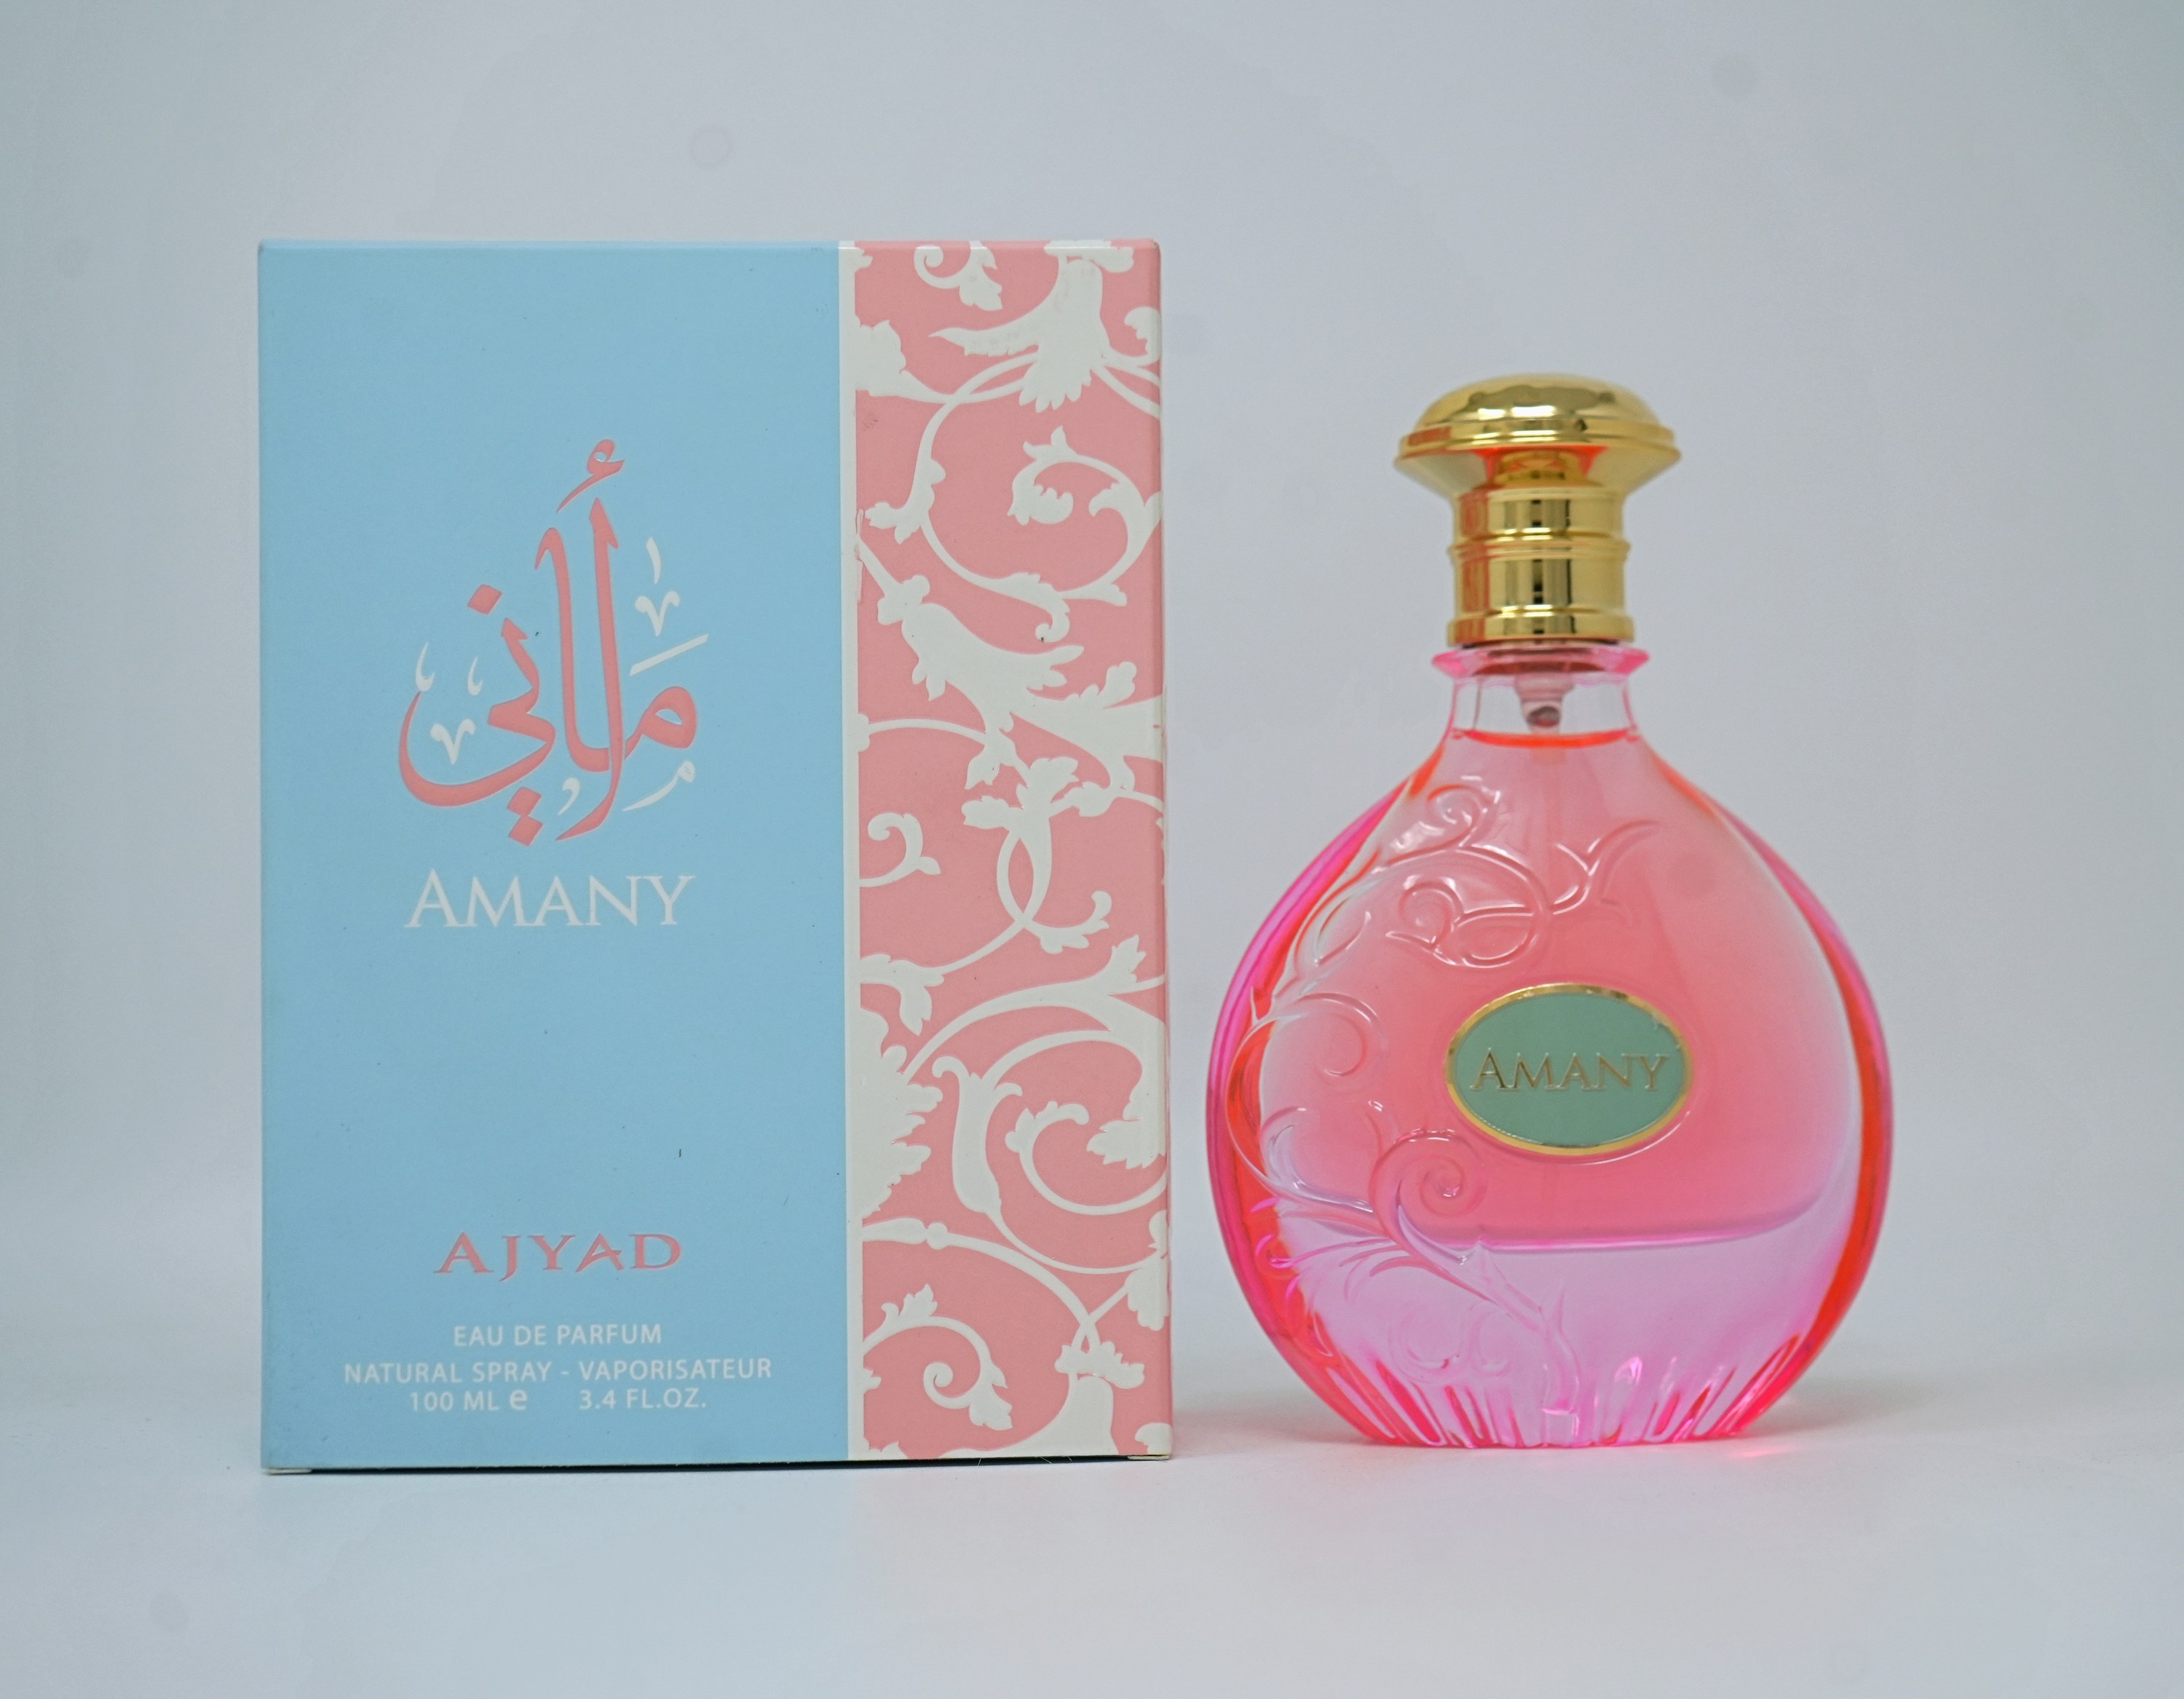 أماني
AMANY
AJYAD
EAU DE PARFUM
NATURAL SPRAY - VAPORISATEUR
100 ML e 3.4 FL.OZ.
AMANY